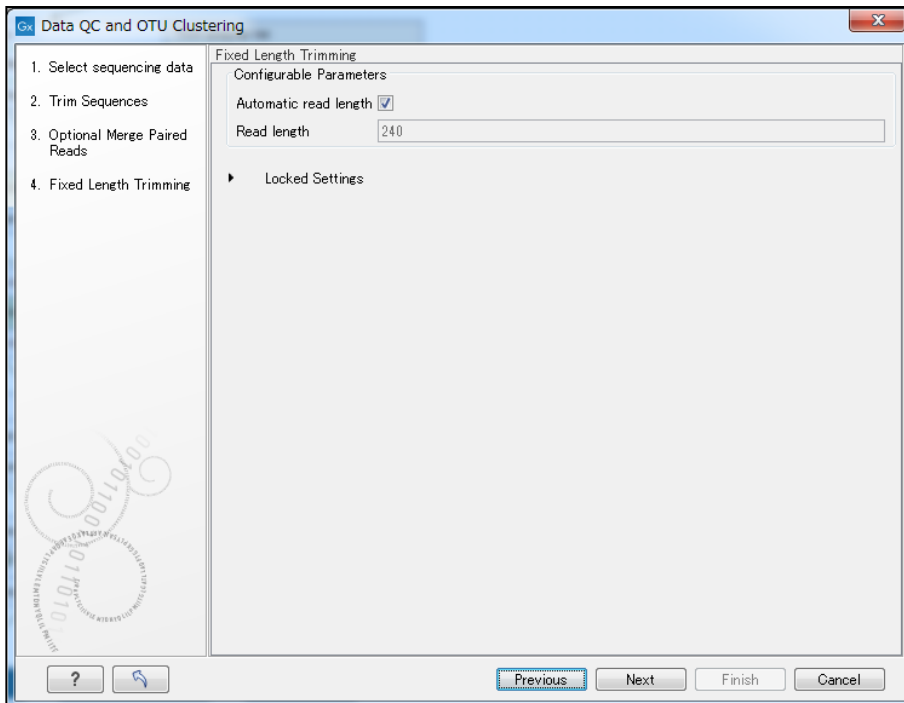 Gx Data QC and OTU Clustering
1. Select sequencing data
2. Trim Sequences
3. Optional Merge Paired
Reads
4. Fixed Length Trimming
Fixed Length Trimming
Configurable Parameters
Automatic read length
Read length 240
Locked Settings
? Previous Next Finish Cancel